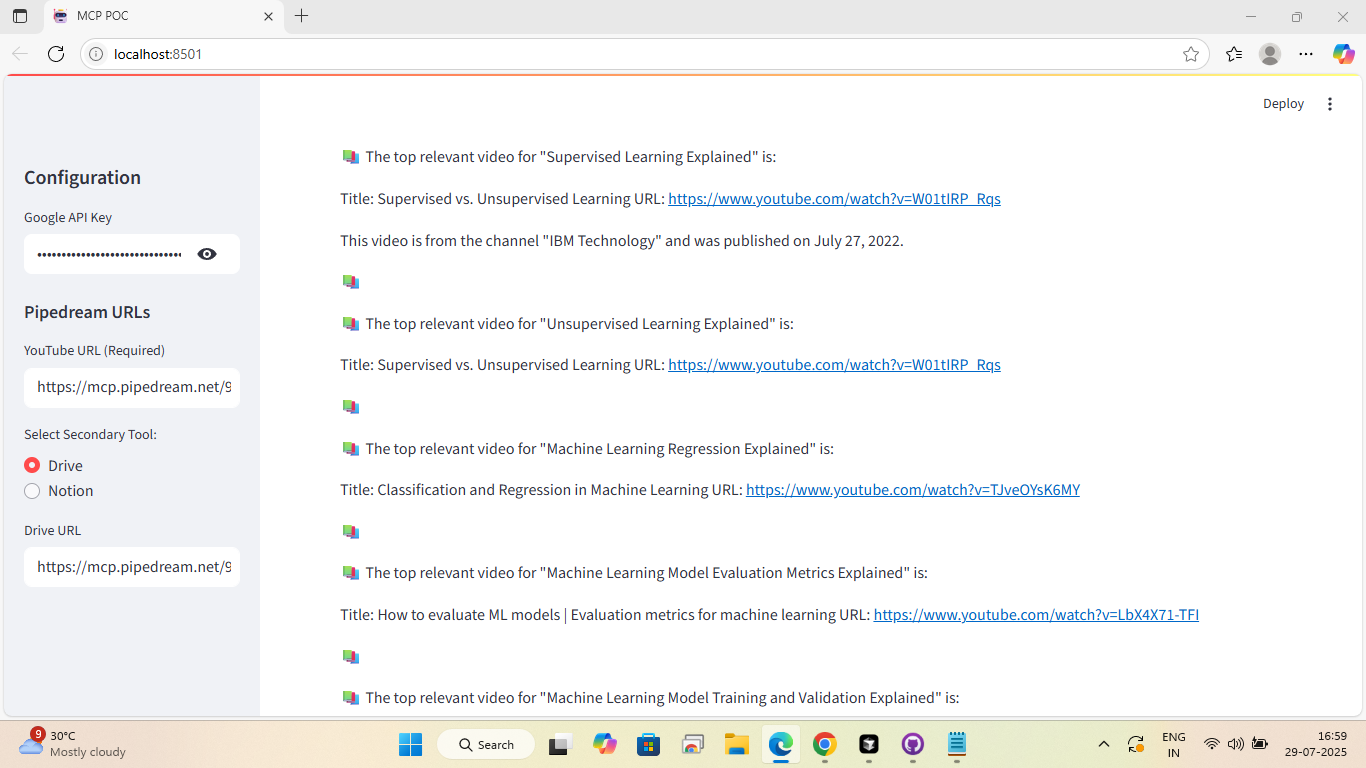 MCP POC
localhost:8501
Deploy
Configuration
Google API Key
••••••••••••••••••••••••••••••
Pipedream URLs
YouTube URL (Required)
https://mcp.pipedream.net/9
Select Secondary Tool:
Drive
Notion
Drive URL
https://mcp.pipedream.net/9
📚 The top relevant video for "Supervised Learning Explained" is:
Title: Supervised vs. Unsupervised Learning URL: https://www.youtube.com/watch?v=W01tIRP_Rqs
This video is from the channel "IBM Technology" and was published on July 27, 2022.
📚
📚 The top relevant video for "Unsupervised Learning Explained" is:
Title: Supervised vs. Unsupervised Learning URL: https://www.youtube.com/watch?v=W01tIRP_Rqs
📚
📚 The top relevant video for "Machine Learning Regression Explained" is:
Title: Classification and Regression in Machine Learning URL: https://www.youtube.com/watch?v=TJveOYsK6MY
📚
📚 The top relevant video for "Machine Learning Model Evaluation Metrics Explained" is:
Title: How to evaluate ML models | Evaluation metrics for machine learning URL: https://www.youtube.com/watch?v=LbX4X71-TFI
📚
📚 The top relevant video for "Machine Learning Model Training and Validation Explained" is:
9
30°C
Mostly cloudy
Search
ENG
IN
16:59
29-07-2025